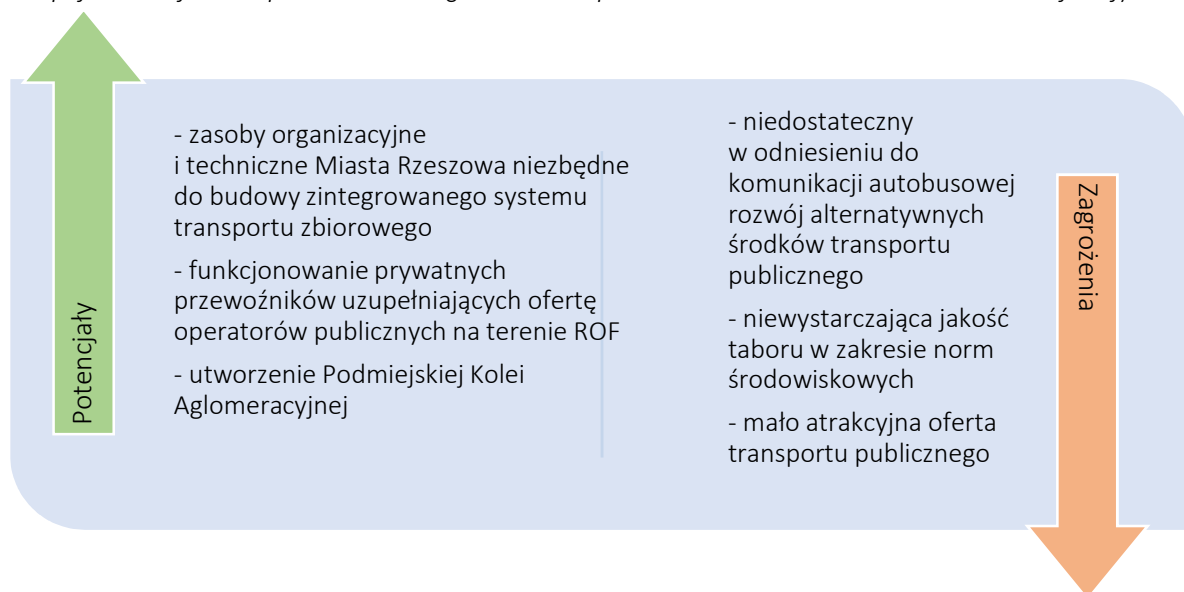 Potencjały
- zasoby organizacyjne
i techniczne Miasta Rzeszowa niezbędne
do budowy zintegrowanego systemu
transportu zbiorowego
- funkcjonowanie prywatnych
przewoźników uzupełniających ofertę
operatorów publicznych na terenie ROF
- utworzenie Podmiejskiej Kolei
Aglomeracyjnej
- niedostateczny
w odniesieniu do
komunikacji autobusowej
rozwój alternatywnych
środków transportu
publicznego
- niewystarczająca jakość
taboru w zakresie norm
środowiskowych
- mało atrakcyjna oferta
transportu publicznego
Zagrożenia